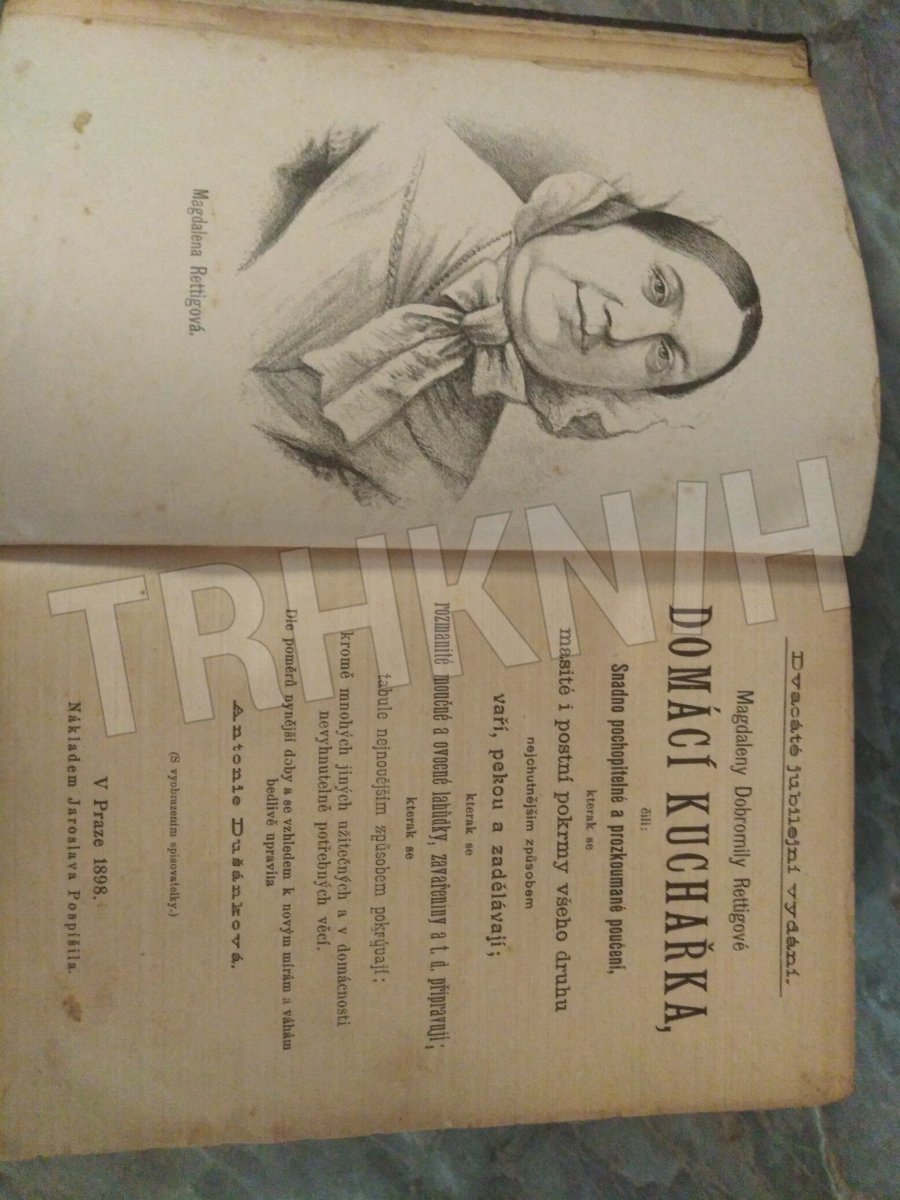 Magdalena Rettigová.
Dvacáté jubilejní vydání.
Magdaleny Dobromily Rettigové
DOMÁCÍ KUCHAŘKA,
čili:
Snadno pochopitelné a prozkoumané poučení,
kterak se
masité i postní pokrmy všeho druhu
nejchutnějším způsobem
vaří, pekou a zadělávají;
kterak se
rozmanité moučné a ovocné lahůdky, zavařeniny a t. d. připravují;
kterak se
tabule nejnovějším způsobem pokrývají;
kromě mnohých jiných užitečných a v domácnosti
nevyhnutelně potřebných věcí.
Dle poměrů nynější doby a se vzhledem k novým mírám a váhám
bedlivě upravila
Antonie Dušánková.
(S vyobrazením spisovatelky.)
V Praze 1898.
Nákladem Jaroslava Pospíšila.
TRHKNIH